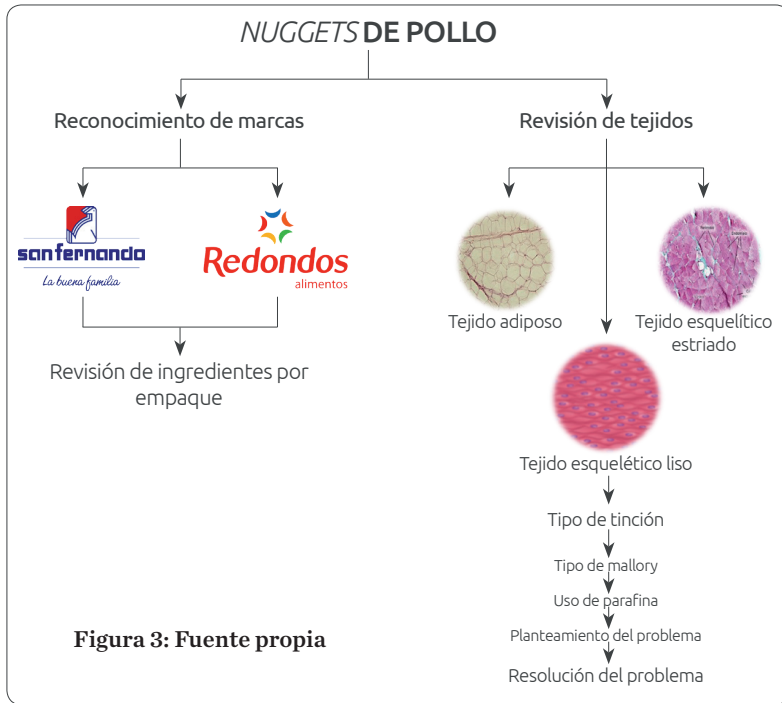 NUGGETS DE POLLO
Reconocimiento de marcas
Revisión de tejidos
san fernando
La buena familia
Redondos
alimentos
Tejido adiposo
Tejido esquelítico
estriado
Revisión de ingredientes por
empaque
Tejido esquelético liso
Tipo de tinción
Tipo de mallory
Uso de parafina
Planteamiento del problema
Resolución del problema
Figura 3: Fuente propia